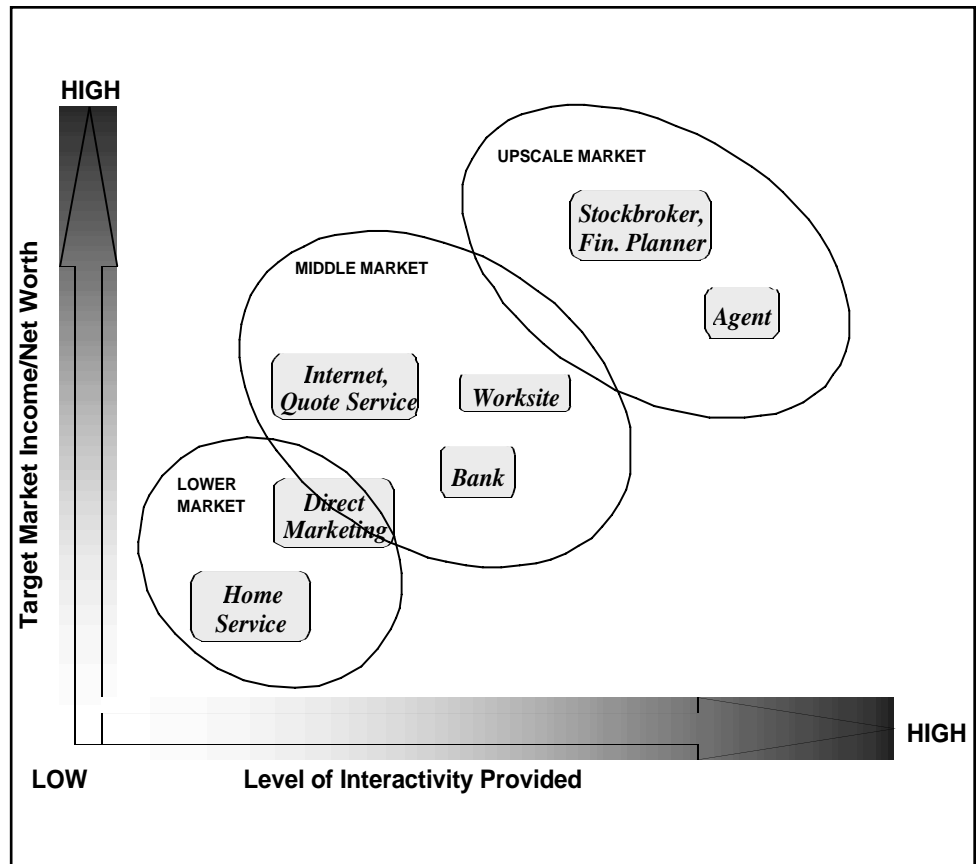 HIGH
UPSCALE MARKET
Stockbroker,
Fin. Planner
MIDDLE MARKET
Agent
Internet,
Quote Service
Worksite
Bank
LOWER
MARKET
Direct
Marketing
Home
Service
Target Market Income/Net Worth
HIGH
LOW
Level of Interactivity Provided